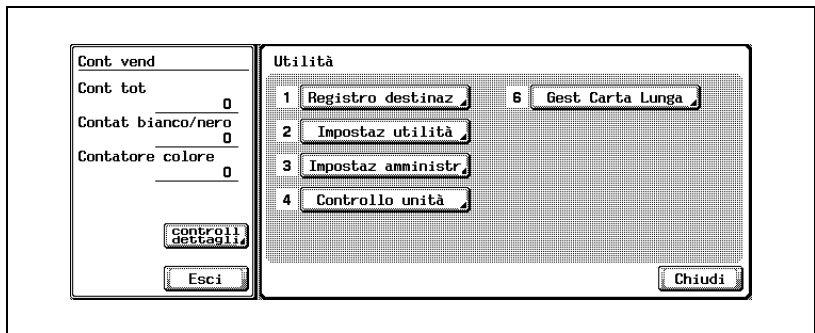 Cont vend
Cont tot
0
Contat bianco/nero
0
Contatore colore
0
controll
dettagli
Esci
Utilità
1 Registro destinaz
2 Impostaz utilità
3 Impostaz amministr
4 Controllo unità
6 Gest Carta Lunga
Chiudi